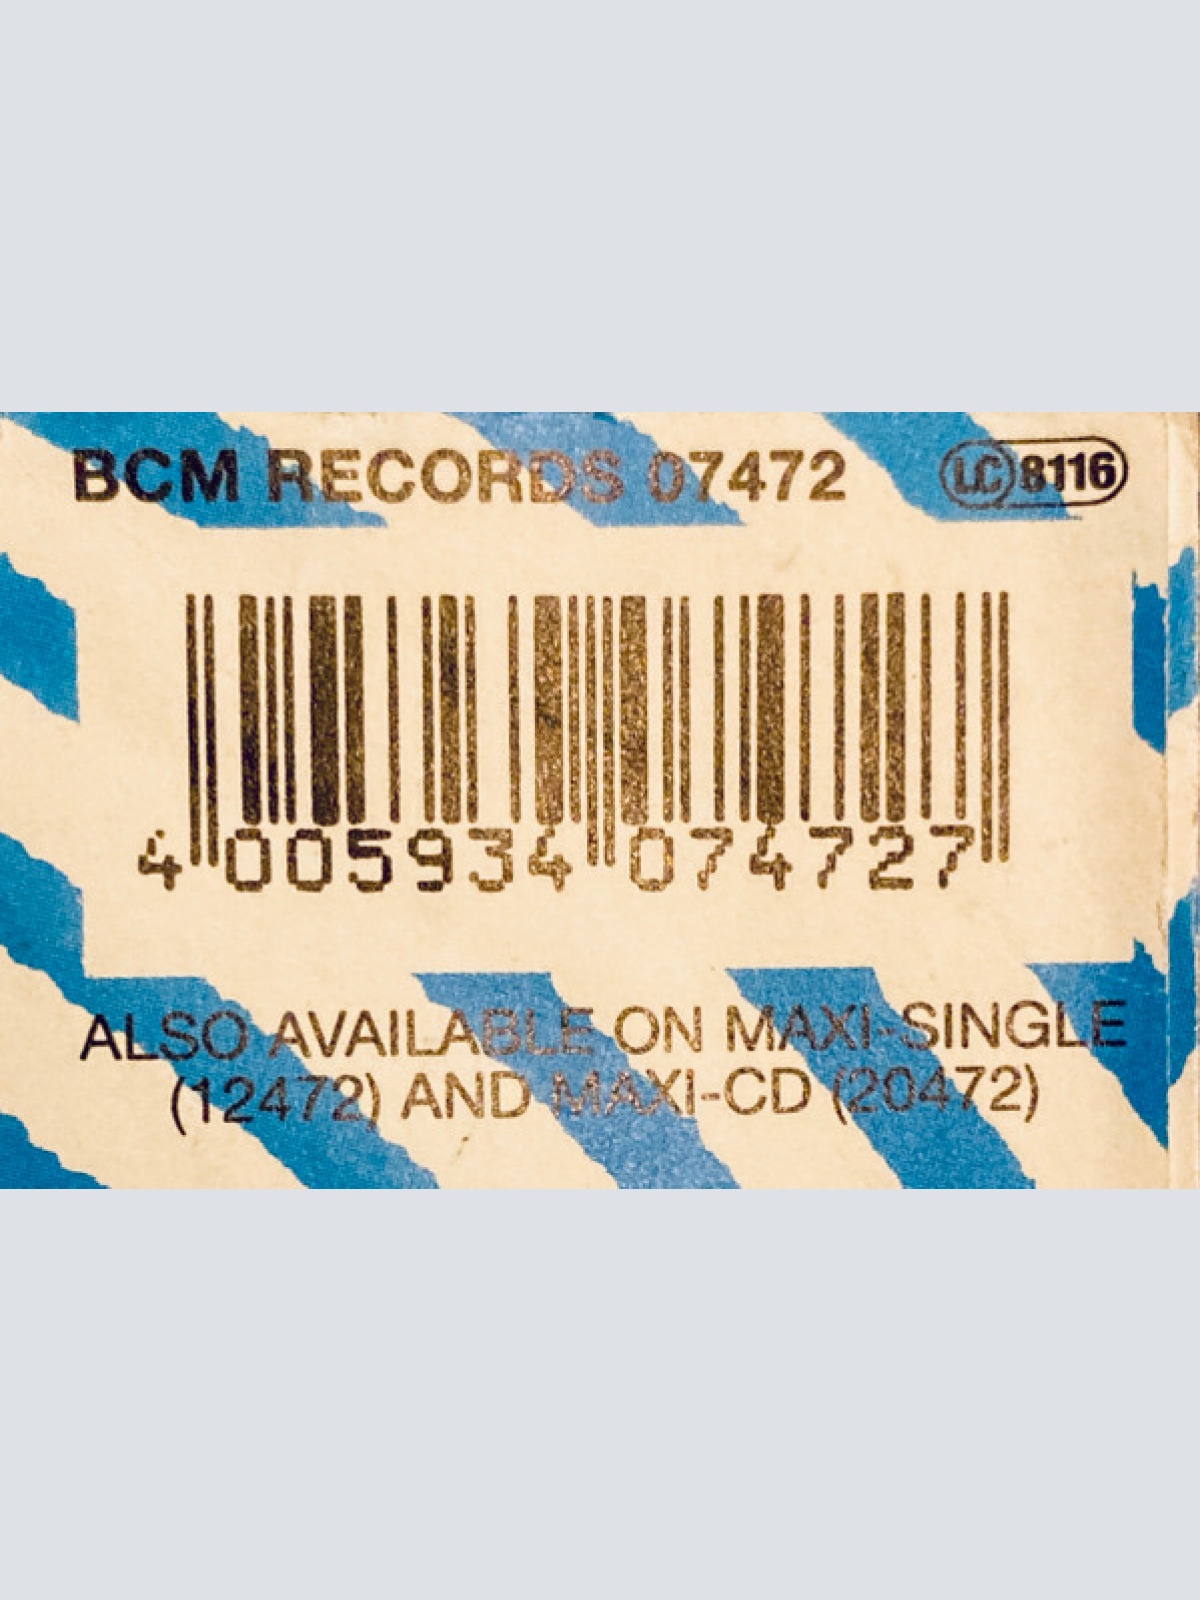 BCM RECORDS 07472 LC 8116
4 005934 074727
ALSO AVAILABLE ON MAXI-SINGLE
(12472) AND MAXI-CD (20472)